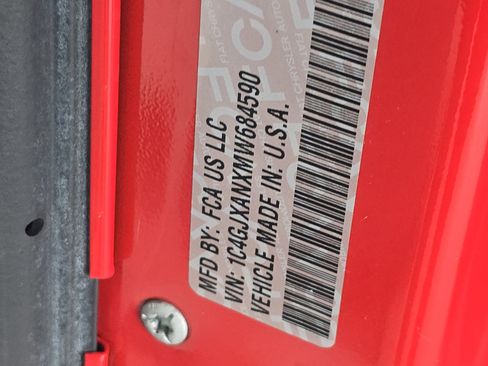 MFD BY: FCA US LLC
VIN: 1C4GJXANXMW684590
VEHICLE MADE IN: U.S.A.